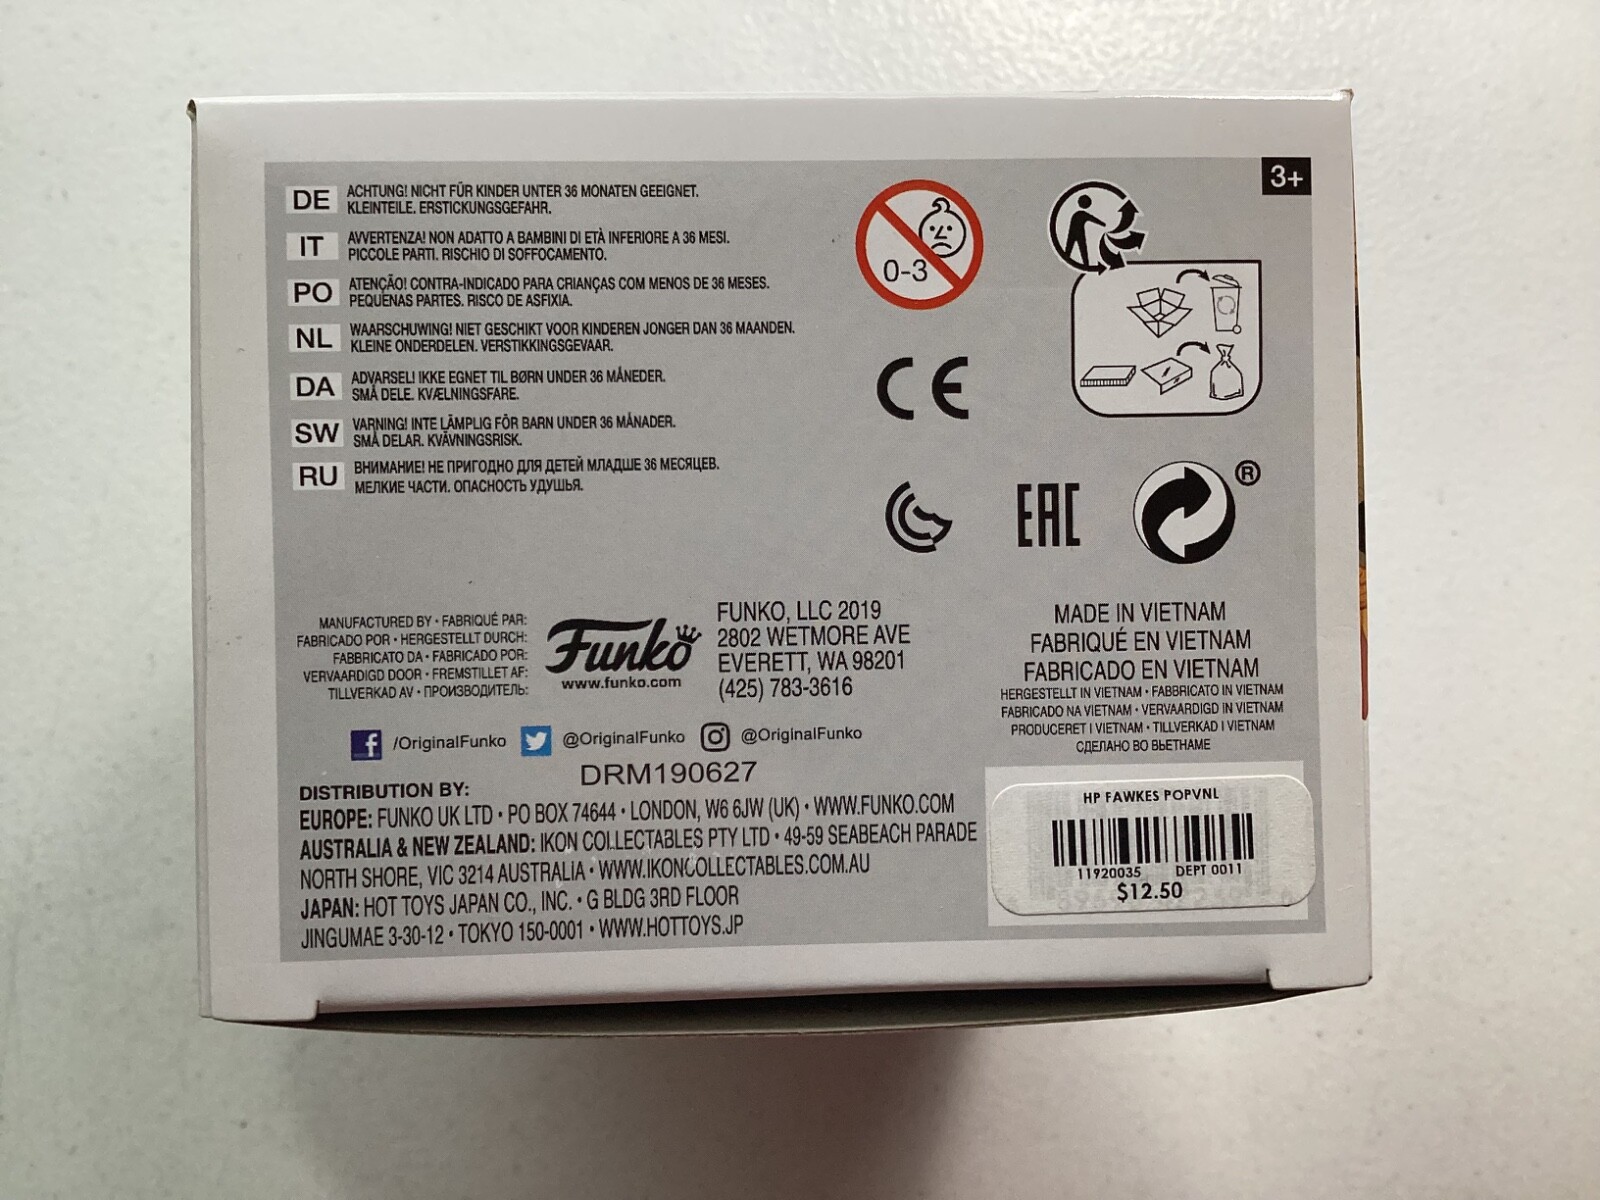 3+
DE
ACHTUNG! NICHT FÜR KINDER UNTER 36 MONATEN GEEIGNET.
KLEINTEILE. ERSTICKUNGSGEFAHR.
IT
AVVERTENZA! NON ADATTO A BAMBINI DI ETÀ INFERIORE A 36 MESI.
PICCOLE PARTI. RISCHIO DI SOFFOCAMENTO.
PO
ATENÇÃO! CONTRA-INDICADO PARA CRIANÇAS COM MENOS DE 36 MESES.
PEQUENAS PARTES. RISCO DE ASFIXIA.
NL
WAARSCHUWING! NIET GESCHIKT VOOR KINDEREN JONGER DAN 36 MAANDEN.
KLEINE ONDERDELEN. VERSTIKKINGSGEVAAR.
DA
ADVARSEL! IKKE EGNET TIL BØRN UNDER 36 MÅNEDER.
SMÅ DELE. KVÆLNINGSFARE.
SW
VARNING! INTE LÄMPLIG FÖR BARN UNDER 36 MÅNADER.
SMÅ DELAR. KVÄVNINGSRISK.
RU
ВНИМАНИЕ! НЕ ПРИГОДНО ДЛЯ ДЕТЕЙ МЛАДШЕ 36 МЕСЯЦЕВ.
МЕЛКИЕ ЧАСТИ. ОПАСНОСТЬ УДУШЬЯ.
0-3
CE
EAC
®
MANUFACTURED BY • FABRIQUÉ PAR:
FABRICADO POR • HERGESTELLT DURCH:
FABBRICATO DA • FABRICADO POR:
VERVAARDIGD DOOR • FREMSTILLET AF:
TILLVERKAD AV • ПРОИЗВОДИТЕЛЬ:
Funko
www.funko.com
FUNKO, LLC 2019
2802 WETMORE AVE
EVERETT, WA 98201
(425) 783-3616
MADE IN VIETNAM
FABRIQUÉ EN VIETNAM
FABRICADO EN VIETNAM
HERGESTELLT IN VIETNAM • FABBRICATO IN VIETNAM
FABRICADO NA VIETNAM • VERVAARDIGD IN VIETNAM
PRODUCERET I VIETNAM • TILLVERKAD I VIETNAM
СДЕЛАНО ВО ВЬЕТНАМЕ
f /OriginalFunko @OriginalFunko @OriginalFunko
DRM190627
DISTRIBUTION BY:
EUROPE: FUNKO UK LTD • PO BOX 74644 • LONDON, W6 6JW (UK) • WWW.FUNKO.COM
AUSTRALIA & NEW ZEALAND: IKON COLLECTABLES PTY LTD • 49-59 SEABEACH PARADE
NORTH SHORE, VIC 3214 AUSTRALIA • WWW.IKONCOLLECTABLES.COM.AU
JAPAN: HOT TOYS JAPAN CO., INC. • G BLDG 3RD FLOOR
JINGUMAE 3-30-12 • TOKYO 150-0001 • WWW.HOTTOYS.JP
HP FAWKES POPVNL
11920035 DEPT 0011
$12.50